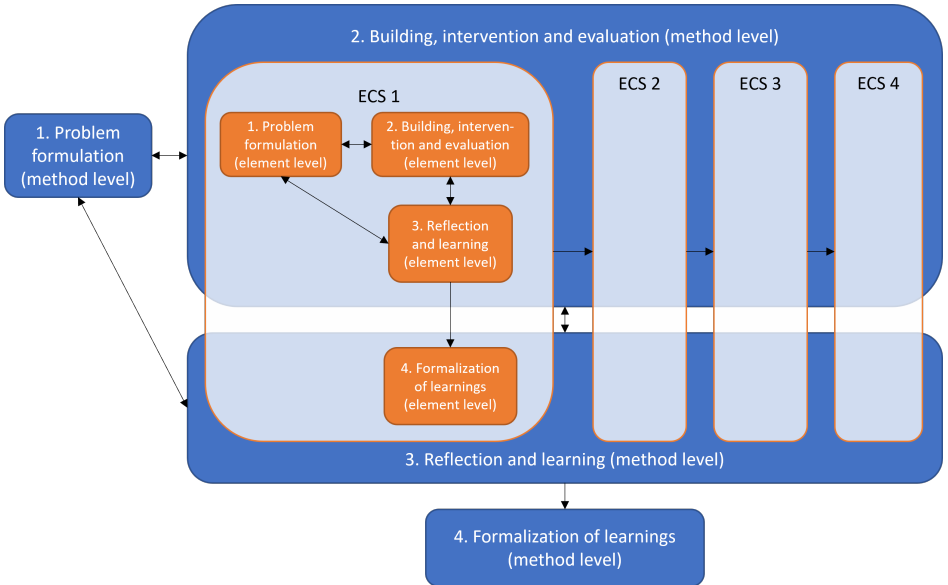 2. Building, intervention and evaluation (method level)
ECS 1
ECS 2
ECS 3
ECS 4
1. Problem
formulation
(method level)
1. Problem
formulation
(element level)
2. Building, interven-
tion and evaluation
(element level)
3. Reflection
and learning
(element level)
4. Formalization
of learnings
(element level)
3. Reflection and learning (method level)
4. Formalization of learnings
(method level)